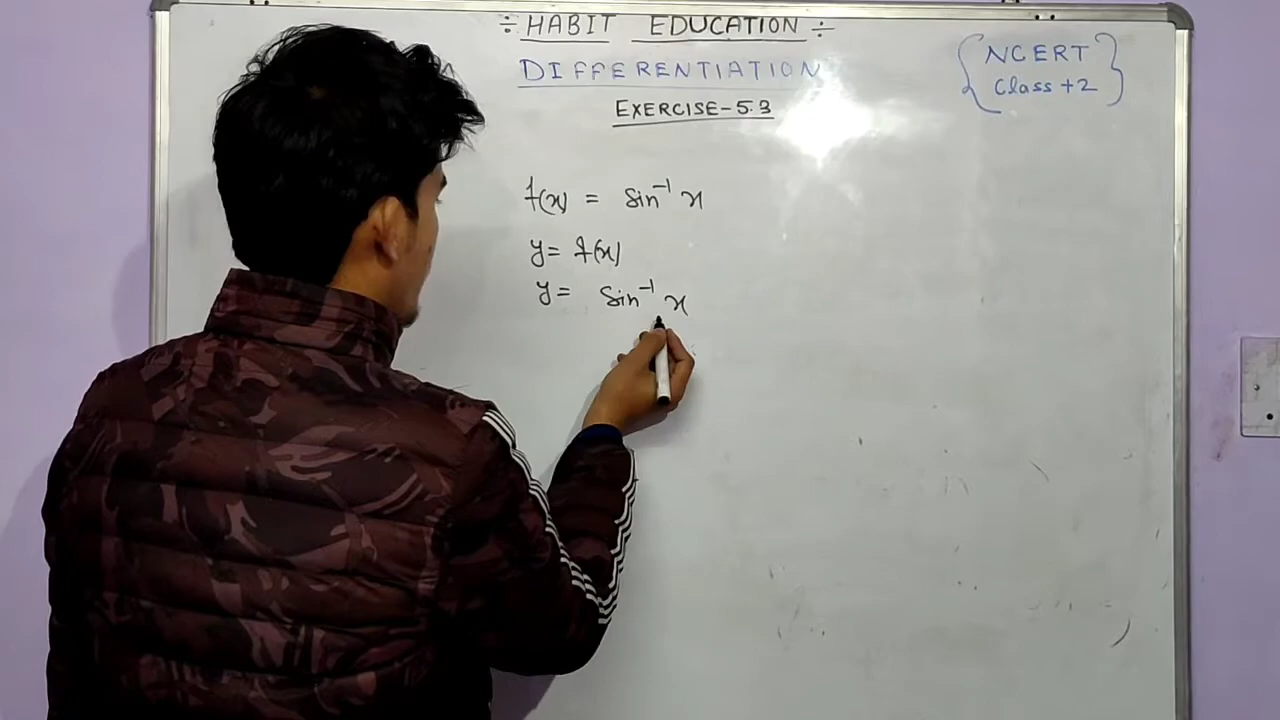 ÷ HABIT EDUCATION ÷
DIFFERENTIATION
{ NCERT
Class +2 }
EXERCISE-5.3
f(x) = sin⁻¹ x
y = f(x)
y = sin⁻¹ x